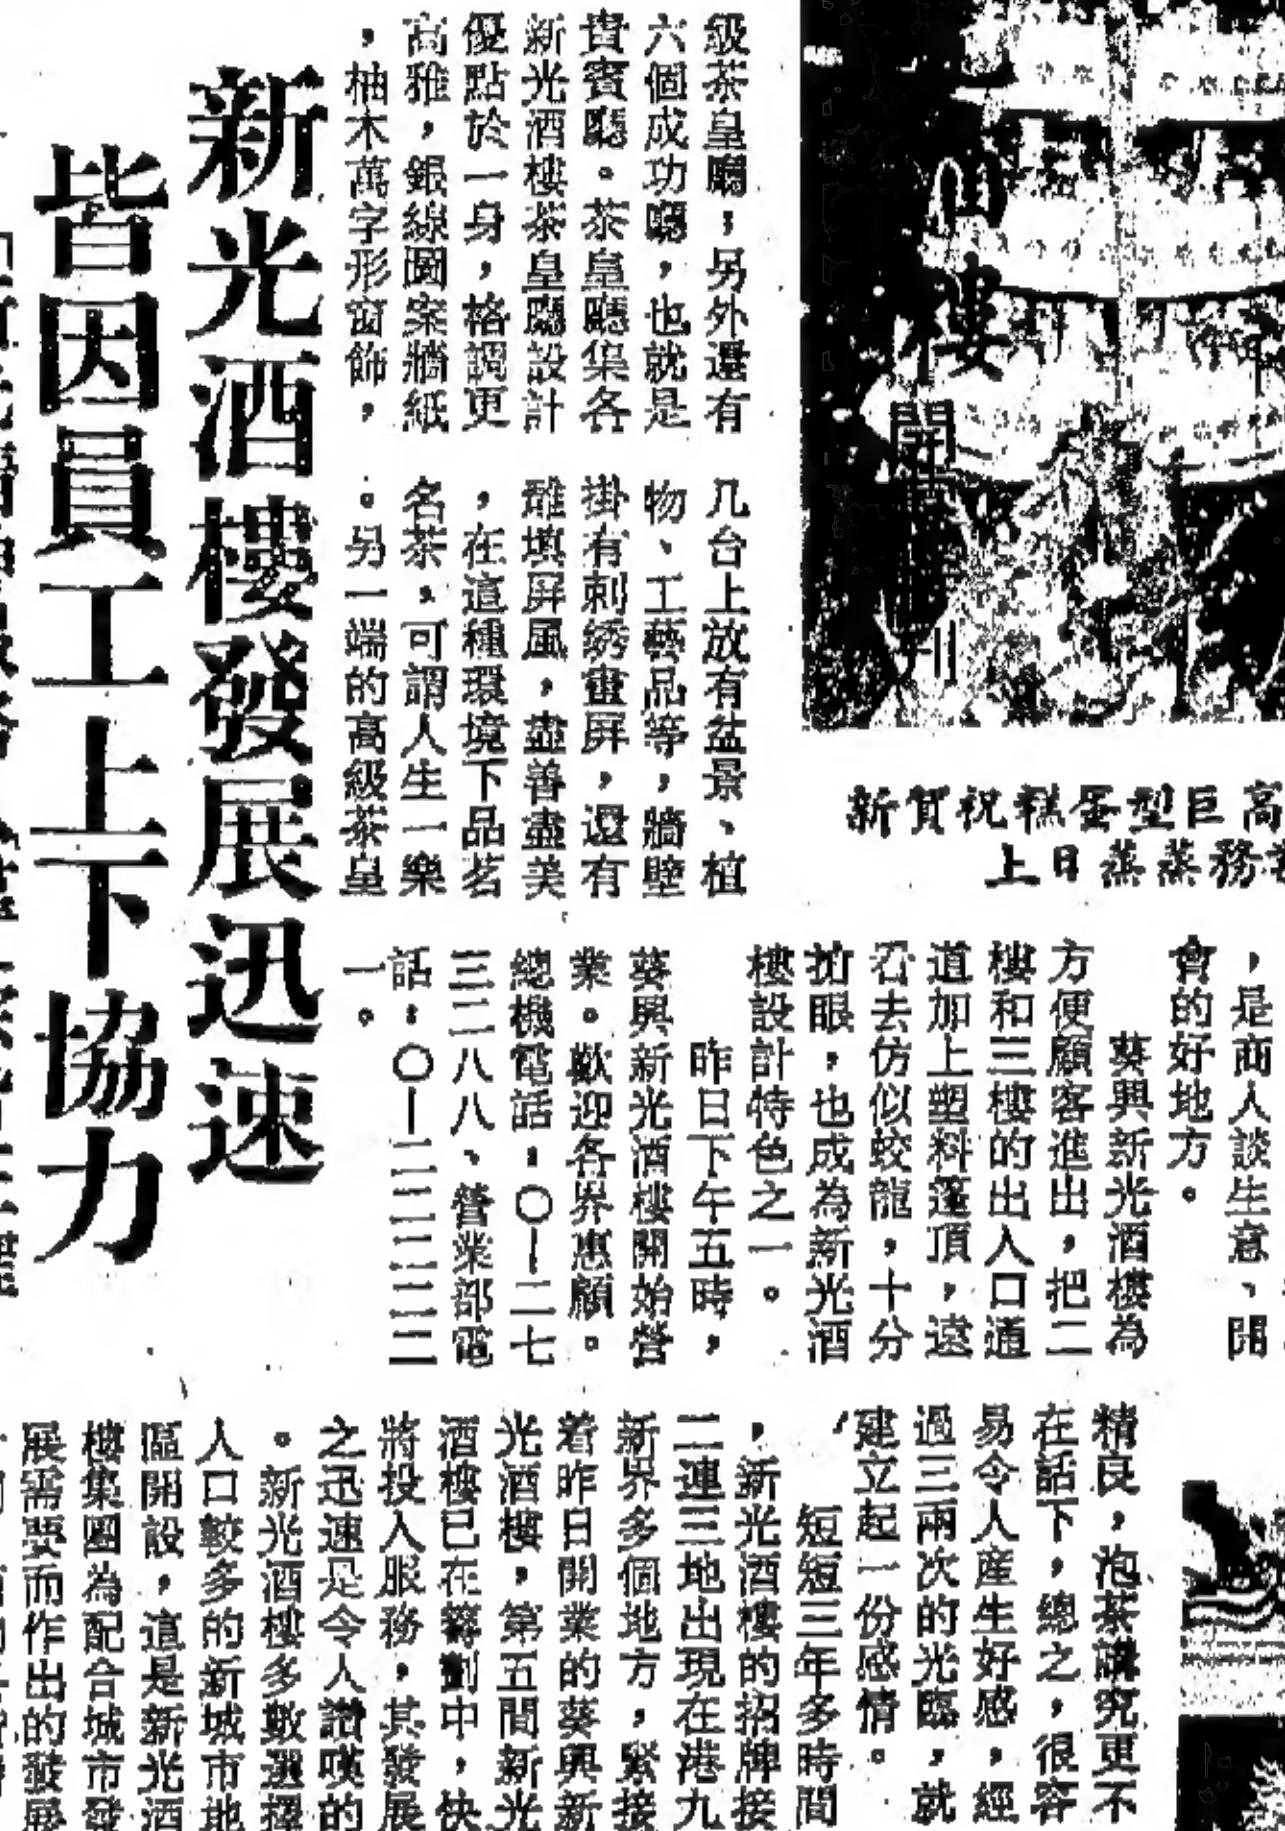 級茶皇廳；另外還有
六個成功廳，也就是
貴賓廳。茶皇廳集各
新光酒樓茶皇廳設計
優點於一身，格調更
高雅，銀線圖案牆紙
，柚木萬字形窗飾，
几台上放有盆景、植
物、工藝品等，牆壁
掛有刺绣畫屏，還有
雕填屏風，盡善盡美
，在這種環境下品茗
名茶，可謂人生一樂
。另一端的高級茶皇
新光酒樓發展迅速
皆因員工上下協力
樓
開
新賀祝糕蛋型巨高
上日蒸蒸務
，是商人談生意、開
會的好地方。
葵興新光酒樓為
方便顧客進出，把二
樓和三樓的出入口通
道加上塑料篷頂，遠
看去仿似蛟龍，十分
抬眼，也成為新光酒
樓設計特色之一。
昨日下午五時，
葵興新光酒樓開始營
業。歡迎各界惠顧。
總機電話：〇—二七
三二八八、營業部電
話：〇—二二二二二
一。
精良，泡茶講究更不
在話下，總之，很容
易令人産生好感，經
過三兩次的光臨，就
建立起一份感情。
短短三年多時間
，新光酒樓的招牌接
二連三地出現在港九
新界多個地方，緊接
着昨日開業的葵興新
光酒樓，第五間新光
酒樓已在籌劃中，快
將投入服務，其發展
之迅速是令人讚嘆的
。新光酒樓多數選擇
人口較多的新城市地
區開設，這是新光酒
樓集團為配合城市發
展需要而作出的發展